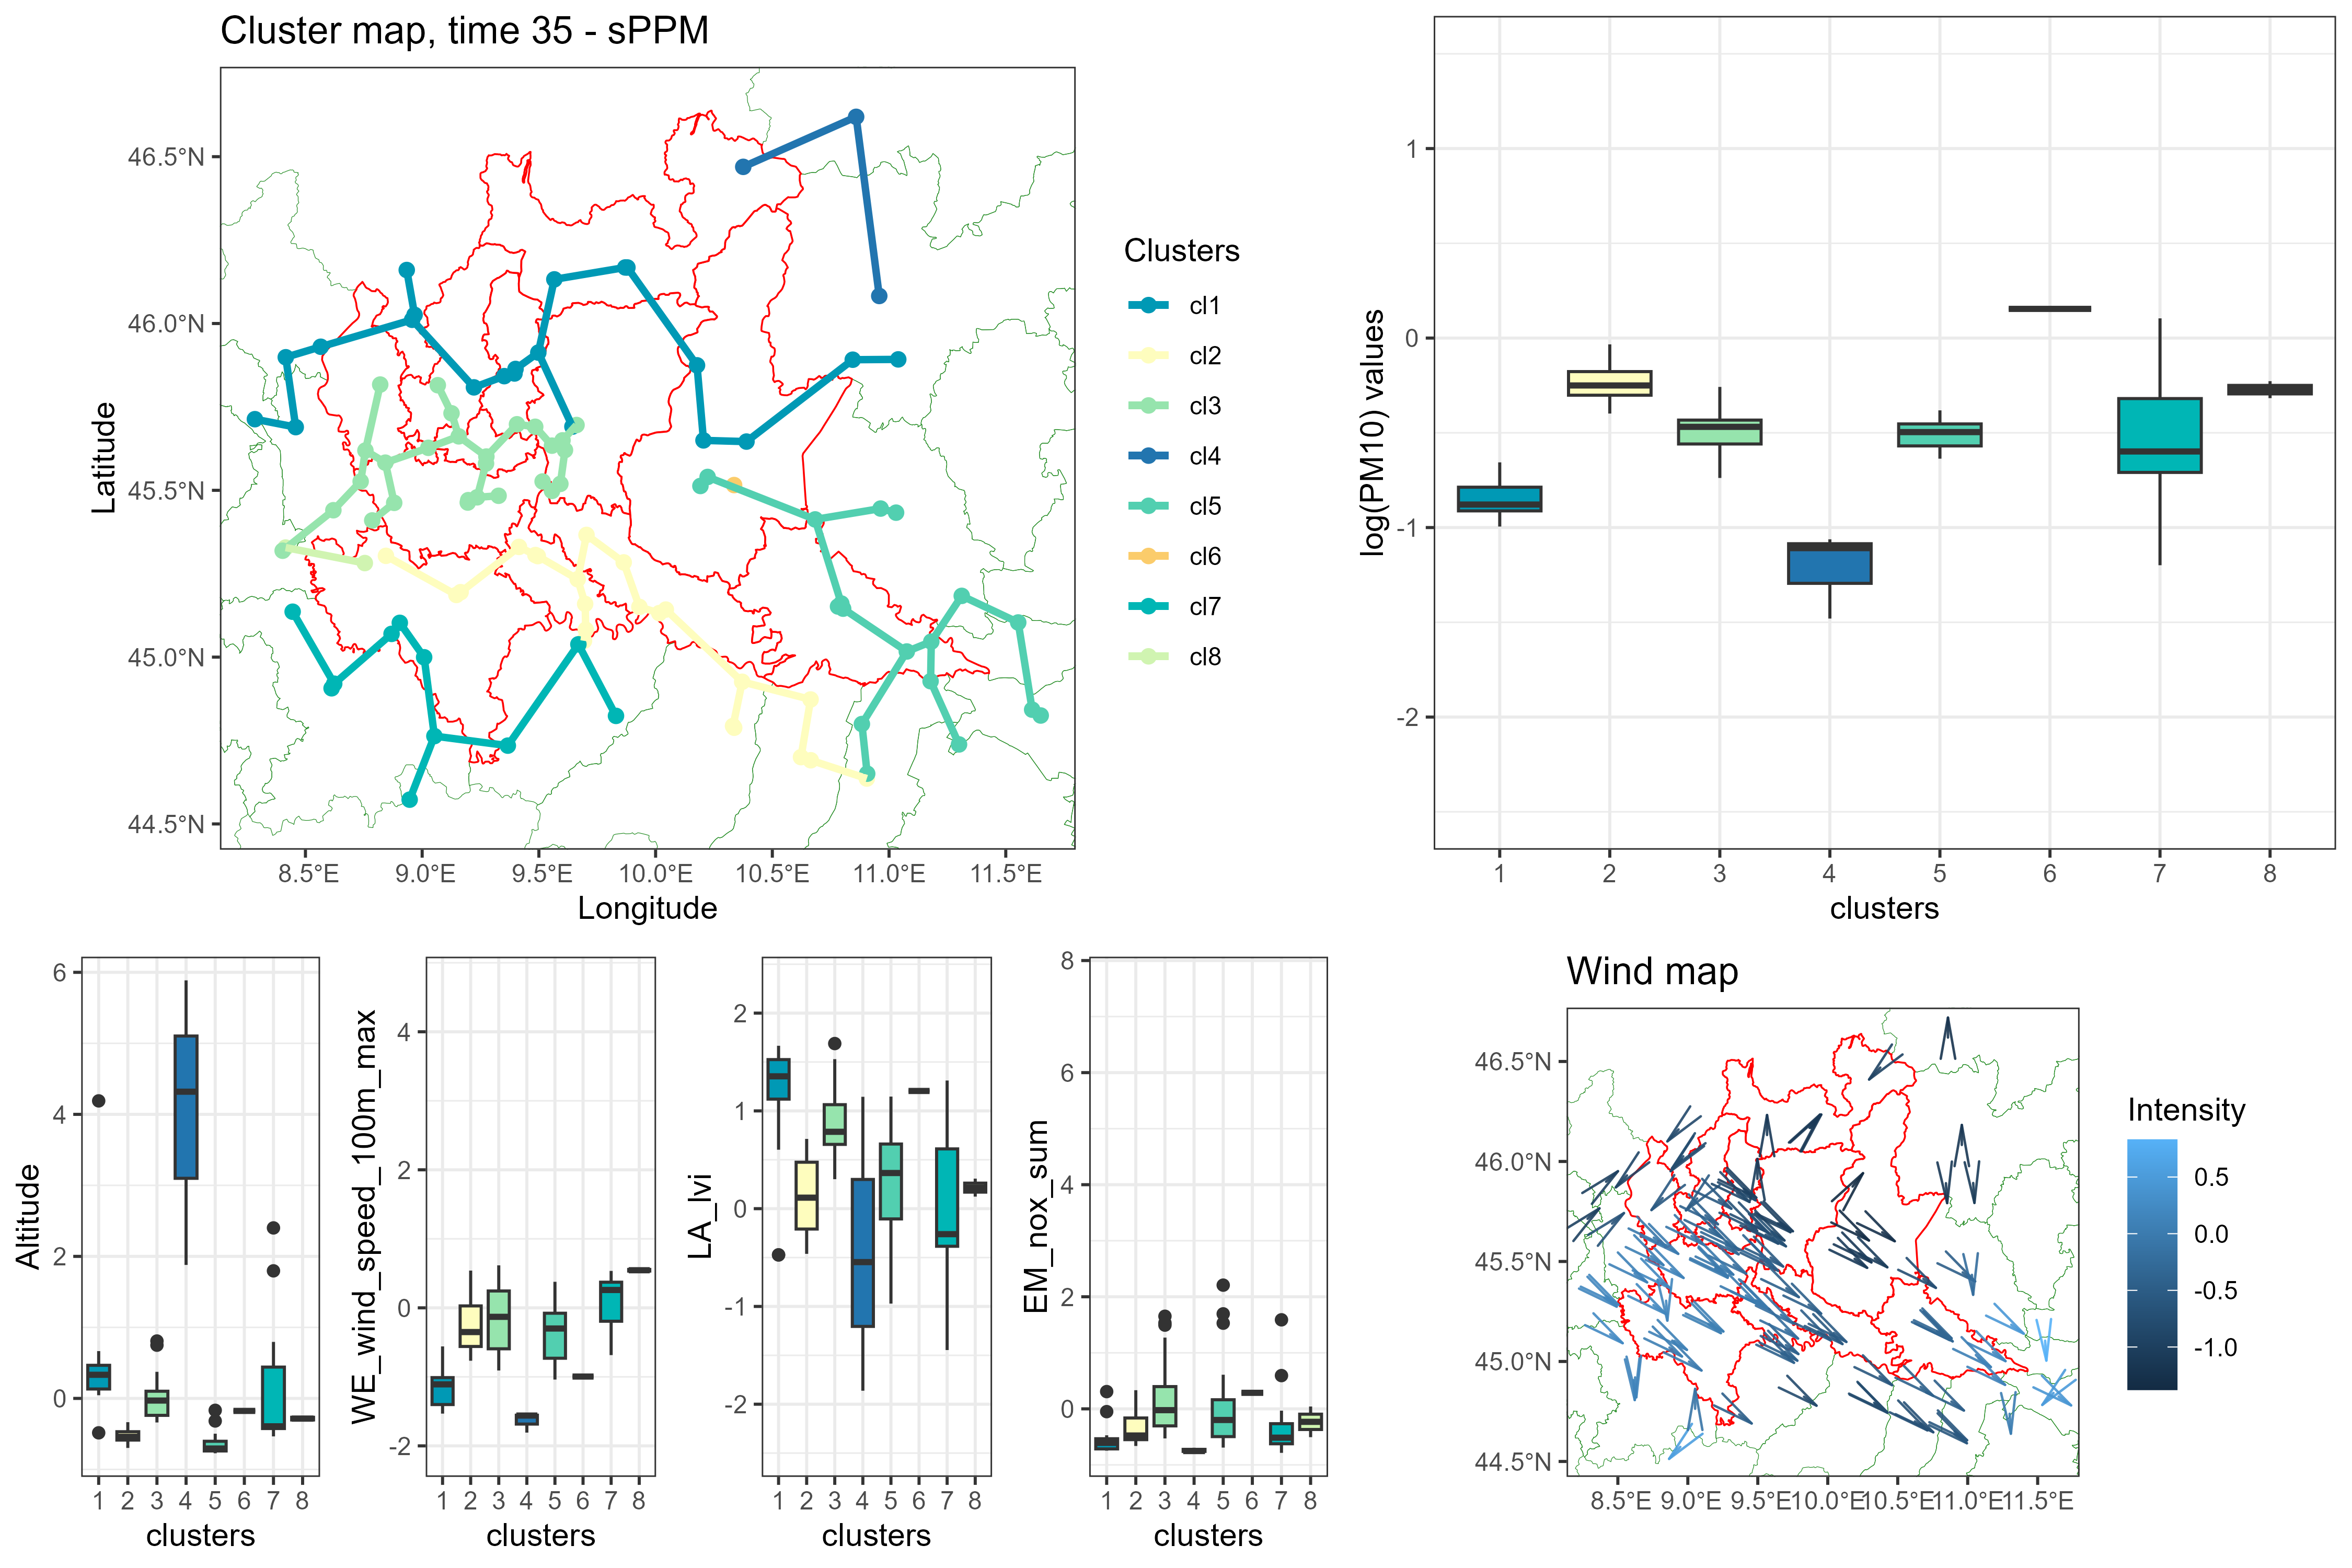 Cluster map, time 35 - sPPM
46.5°N
46.0°N
45.5°N
45.0°N
44.5°N
Latitude
8.5°E 9.0°E 9.5°E 10.0°E 10.5°E 11.0°E 11.5°E
Longitude
Clusters
cl1
cl2
cl3
cl4
cl5
cl6
cl7
cl8
log(PM10) values
1
0
-1
-2
1 2 3 4 5 6 7 8
clusters
Altitude
6
4
2
0
1 2 3 4 5 6 7 8
clusters
WE_wind_speed_100m_max
4
2
0
-2
1 2 3 4 5 6 7 8
clusters
LA_lvi
2
1
0
-1
-2
1 2 3 4 5 6 7 8
clusters
EM_nox_sum
8
6
4
2
0
1 2 3 4 5 6 7 8
clusters
Wind map
46.5°N
46.0°N
45.5°N
45.0°N
44.5°N
8.5°E 9.0°E 9.5°E 10.0°E 10.5°E 11.0°E 11.5°E
Intensity
0.5
0.0
-0.5
-1.0